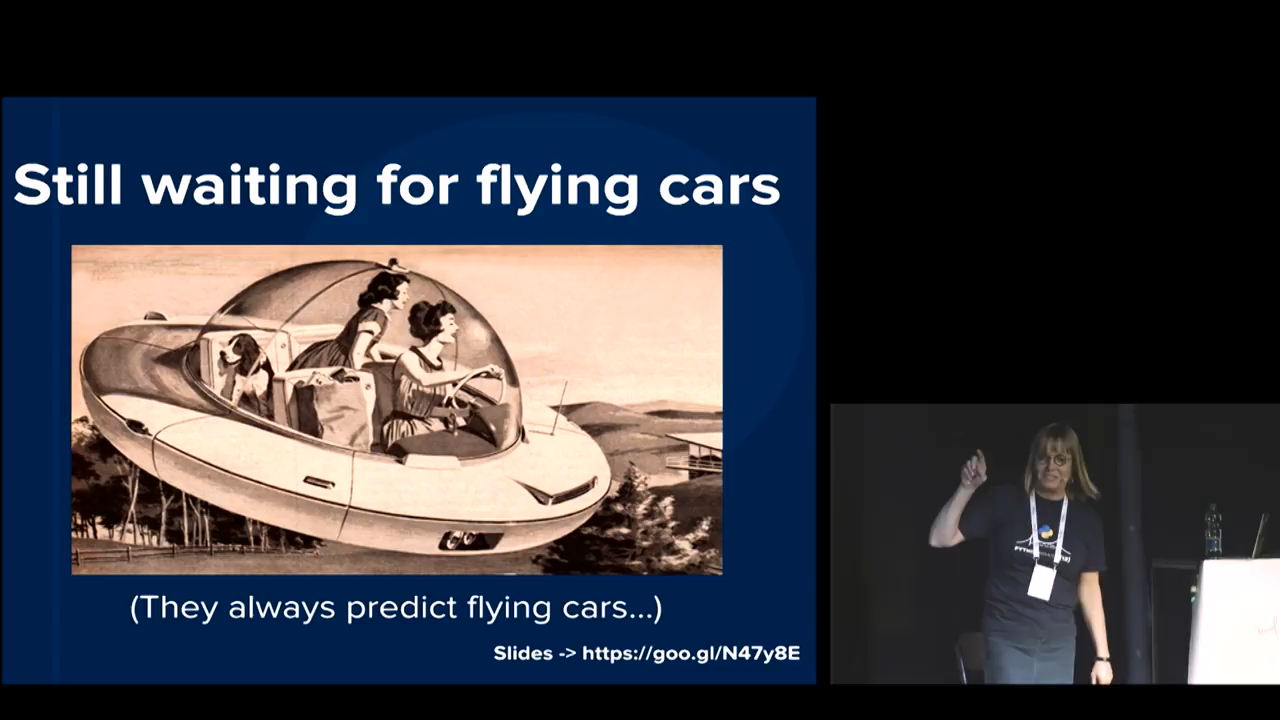 Still waiting for flying cars
(They always predict flying cars...)
Slides -> https://goo.gl/N47y8E